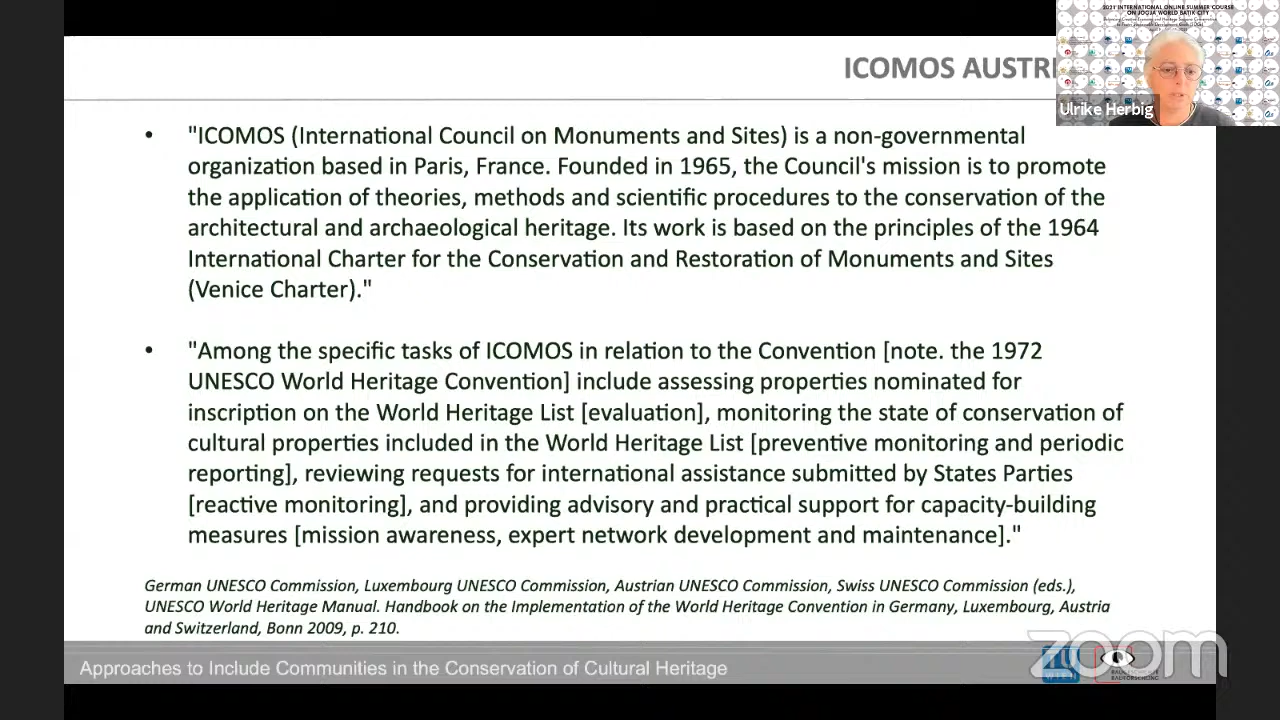 2021 INTERNATIONAL ONLINE SUMMER COURSE
ON JOGJA WORLD BATIK CITY
ICOMOS AUSTRI
Ulrike Herbig
• "ICOMOS (International Council on Monuments and Sites) is a non-governmental
organization based in Paris, France. Founded in 1965, the Council's mission is to promote
the application of theories, methods and scientific procedures to the conservation of the
architectural and archaeological heritage. Its work is based on the principles of the 1964
International Charter for the Conservation and Restoration of Monuments and Sites
(Venice Charter)."
• "Among the specific tasks of ICOMOS in relation to the Convention [note. the 1972
UNESCO World Heritage Convention] include assessing properties nominated for
inscription on the World Heritage List [evaluation], monitoring the state of conservation of
cultural properties included in the World Heritage List [preventive monitoring and periodic
reporting], reviewing requests for international assistance submitted by States Parties
[reactive monitoring], and providing advisory and practical support for capacity-building
measures [mission awareness, expert network development and maintenance]."
German UNESCO Commission, Luxembourg UNESCO Commission, Austrian UNESCO Commission, Swiss UNESCO Commission (eds.),
UNESCO World Heritage Manual. Handbook on the Implementation of the World Heritage Convention in Germany, Luxembourg, Austria
and Switzerland, Bonn 2009, p. 210.
Approaches to Include Communities in the Conservation of Cultural Heritage
zoom